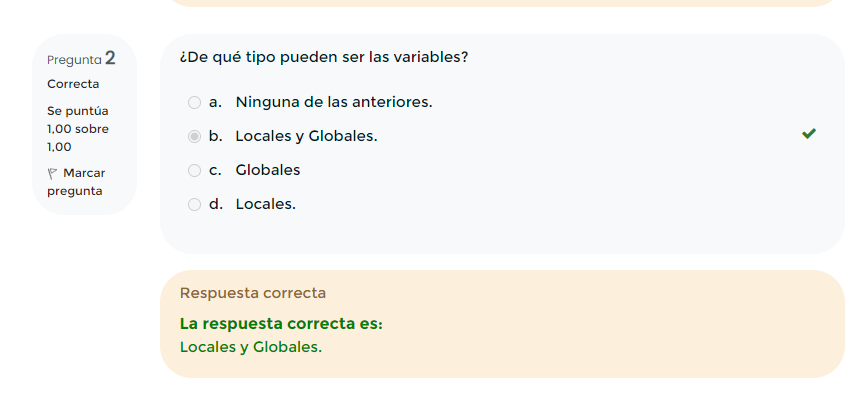 Pregunta 2
Correcta
Se puntúa
1,00 sobre
1,00
Marcar
pregunta
¿De qué tipo pueden ser las variables?
a. Ninguna de las anteriores.
b. Locales y Globales.
c. Globales
d. Locales.
Respuesta correcta
La respuesta correcta es:
Locales y Globales.